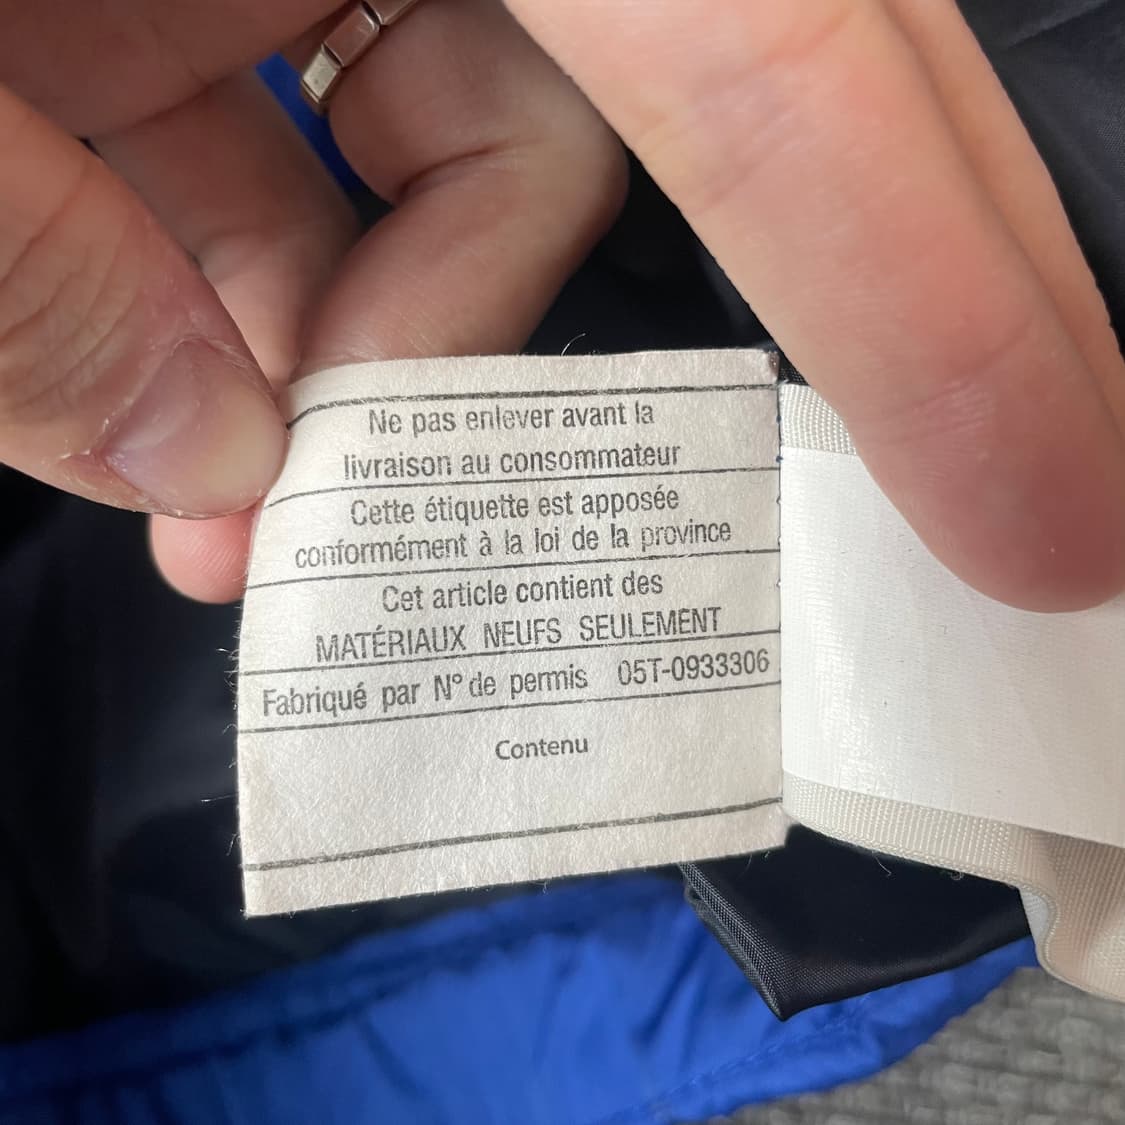 Ne pas enlever avant la
livraison au consommateur
Cette étiquette est apposée
conformément à la loi de la province
Cet article contient des
MATÉRIAUX NEUFS SEULEMENT
Fabriqué par N° de permis 05T-0933306
Contenu